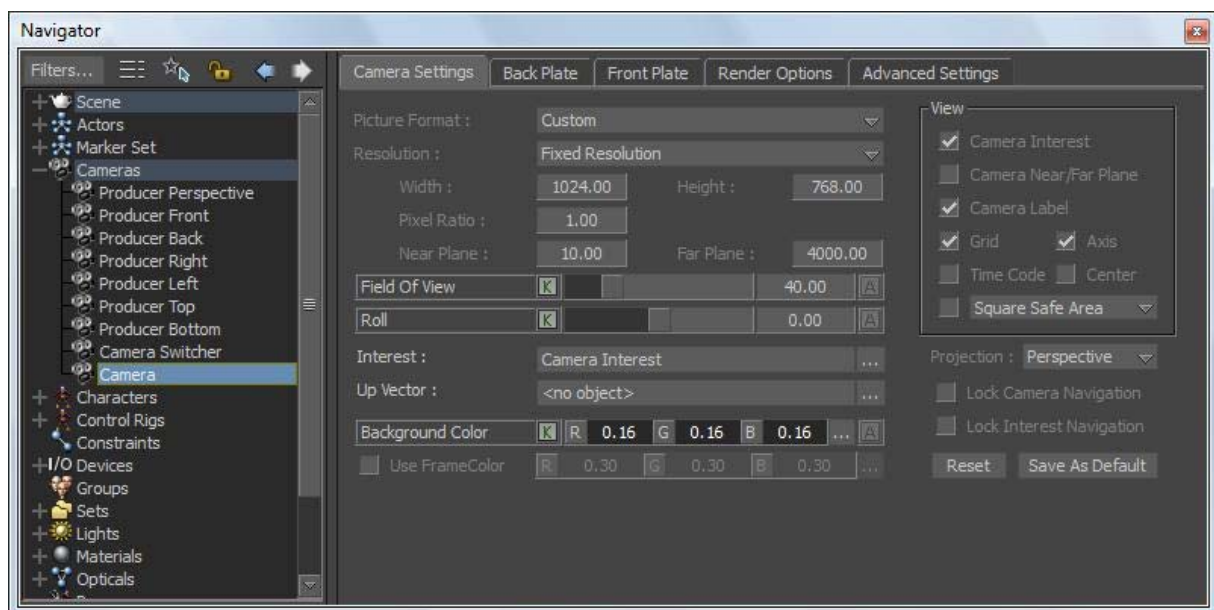 Navigator
Filters...
Scene
Actors
Marker Set
Cameras
Producer Perspective
Producer Front
Producer Back
Producer Right
Producer Left
Producer Top
Producer Bottom
Camera Switcher
Camera
Characters
Control Rigs
Constraints
I/O Devices
Groups
Sets
Lights
Materials
Opticals
Camera Settings Back Plate Front Plate Render Options Advanced Settings
Picture Format : Custom
Resolution : Fixed Resolution
Width : 1024.00 Height : 768.00
Pixel Ratio : 1.00
Near Plane : 10.00 Far Plane : 4000.00
Field Of View K 40.00 A
Roll K 0.00 A
Interest : Camera Interest ...
Up Vector : <no object> ...
Background Color K R 0.16 G 0.16 B 0.16 ... A
Use FrameColor R 0.30 G 0.30 B 0.30 ...
View
Camera Interest
Camera Near/Far Plane
Camera Label
Grid Axis
Time Code Center
Square Safe Area
Projection : Perspective
Lock Camera Navigation
Lock Interest Navigation
Reset Save As Default